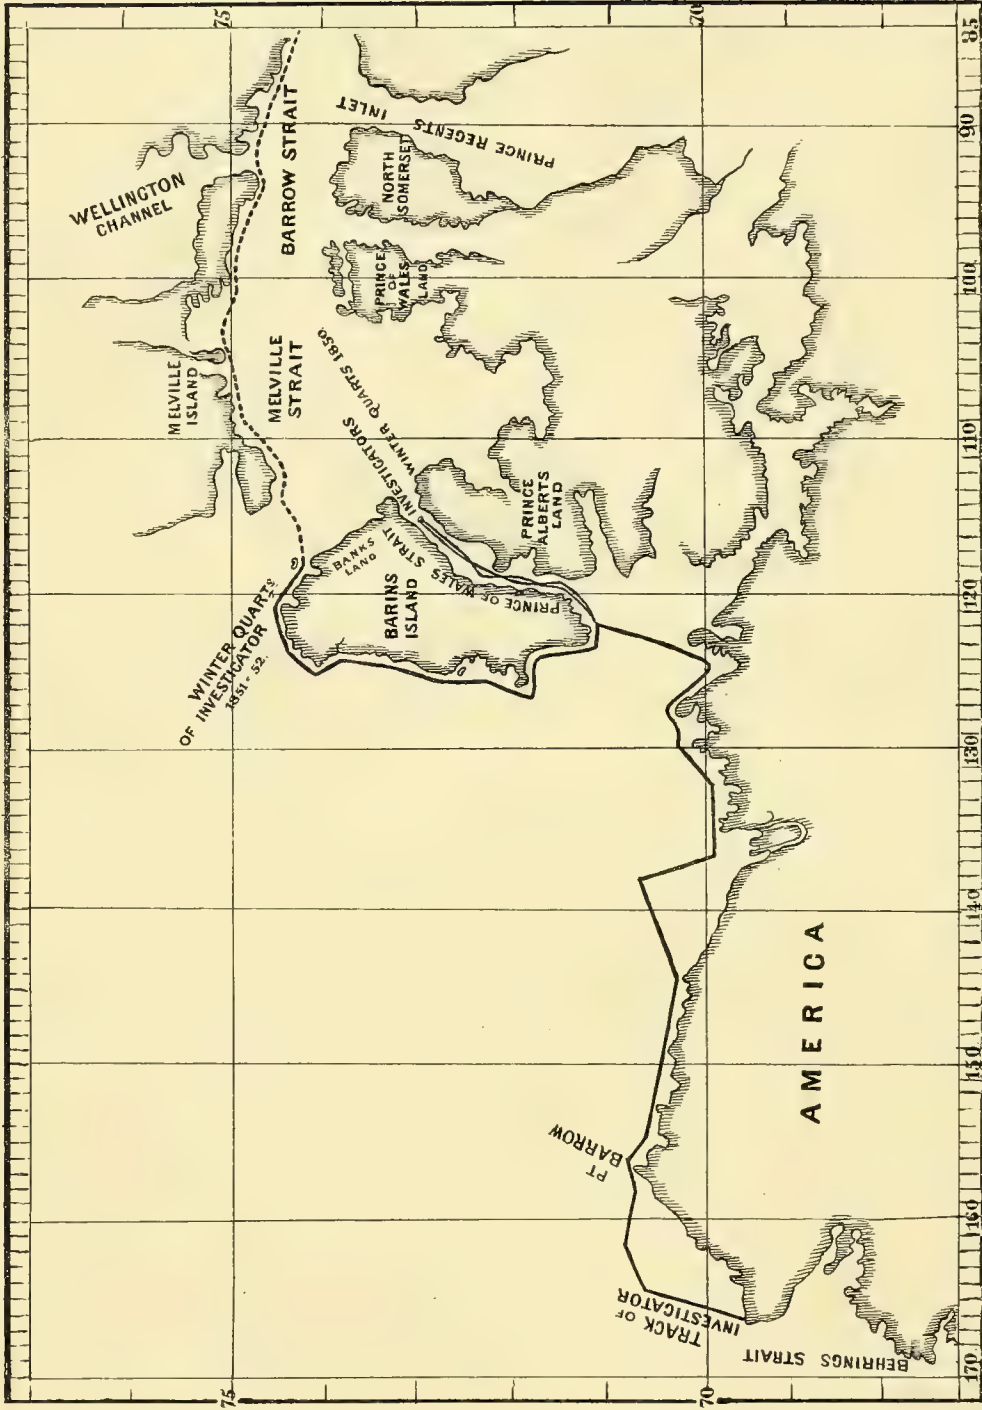 75
70
85
WELLINGTON
CHANNEL
BARROW STRAIT
PRINCE REGENTS INLET
NORTH
SOMERSET
90
PRINCE
OF
WALES
LAND
100
MELVILLE
ISLAND
MELVILLE
STRAIT
INVESTIGATORS
WINTER QUARTS 1850.
110
PRINCE
ALBERTS
LAND
BANKS
LAND
PRINCE OF WALES STRAIT
BARINS
ISLAND
120
WINTER QUARTS
OF INVESTIGATOR
1851-52.
130
140
AMERICA
150
PT
BARROW
160
TRACK OF
INVESTIGATOR
BEHRINGS STRAIT
170
75
70